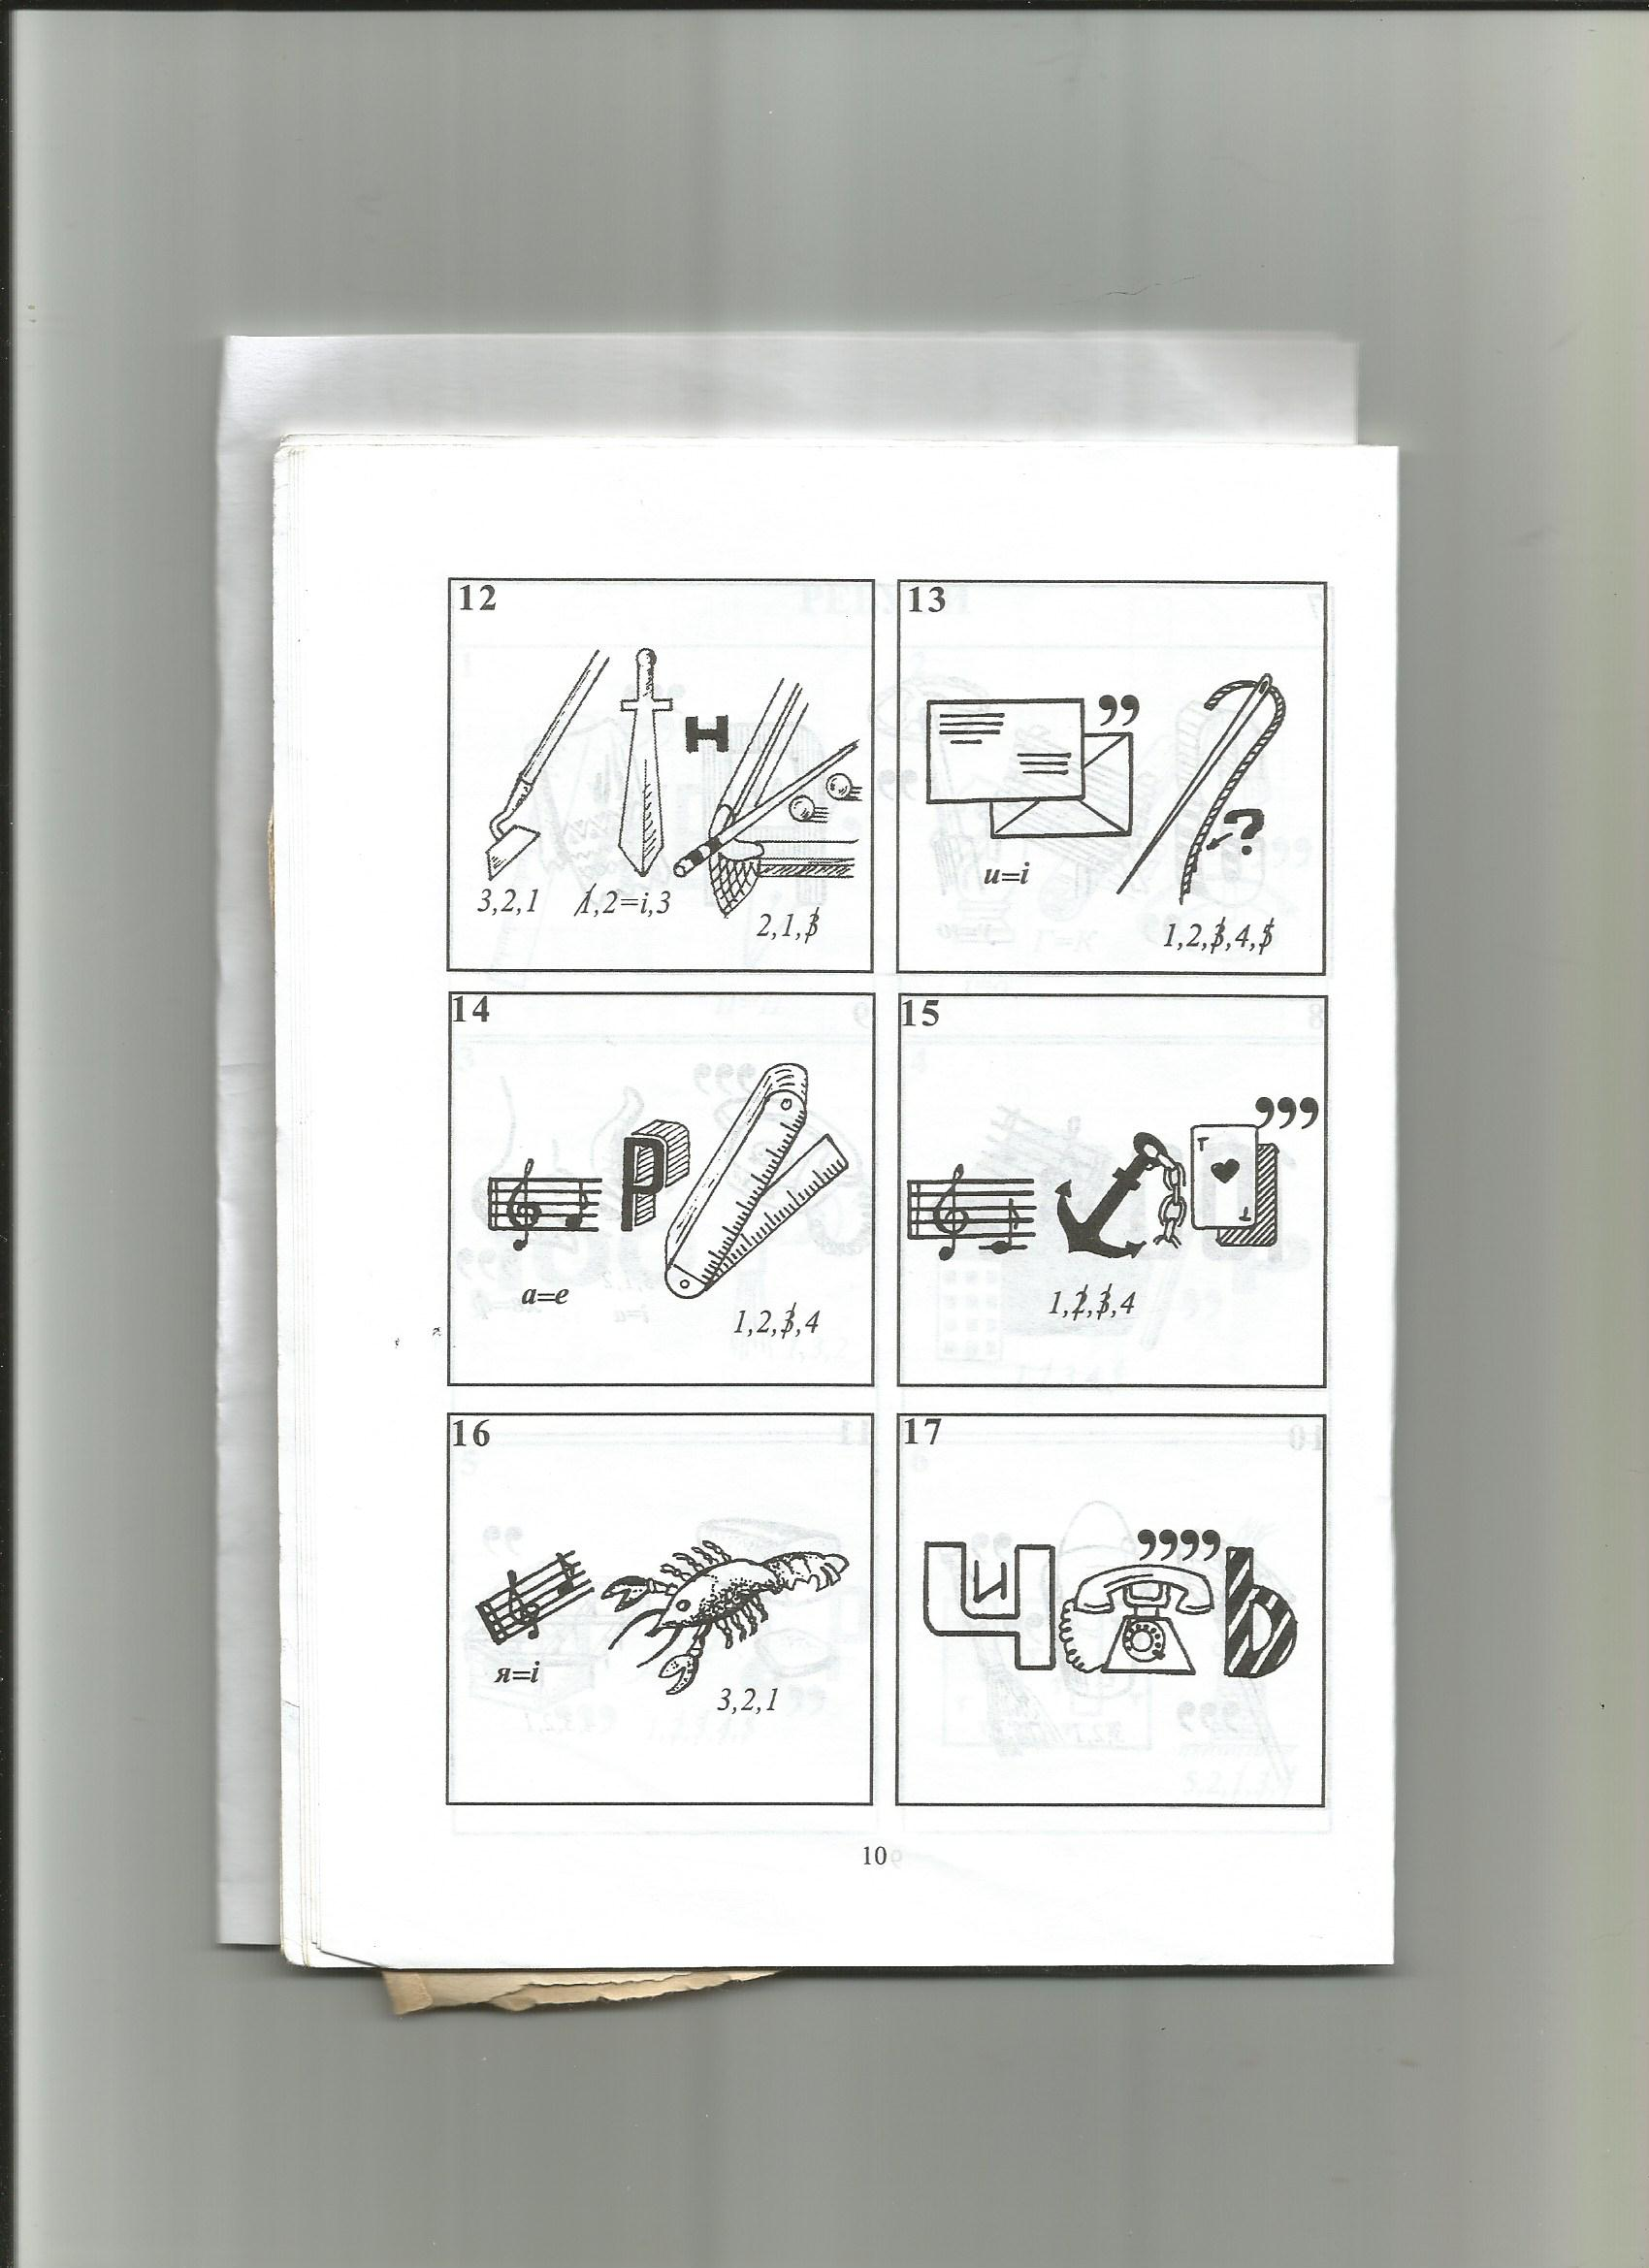 12
н
3,2,1
1,2=і,3
2,1,3
13
,,
и=і
?
1,2,3,4,5
14
Р
а=е
1,2,3,4
15
,,,
Т
Т
1,2,3,4
16
я=і
3,2,1
17
Ч
и
,,,,
Ь
10